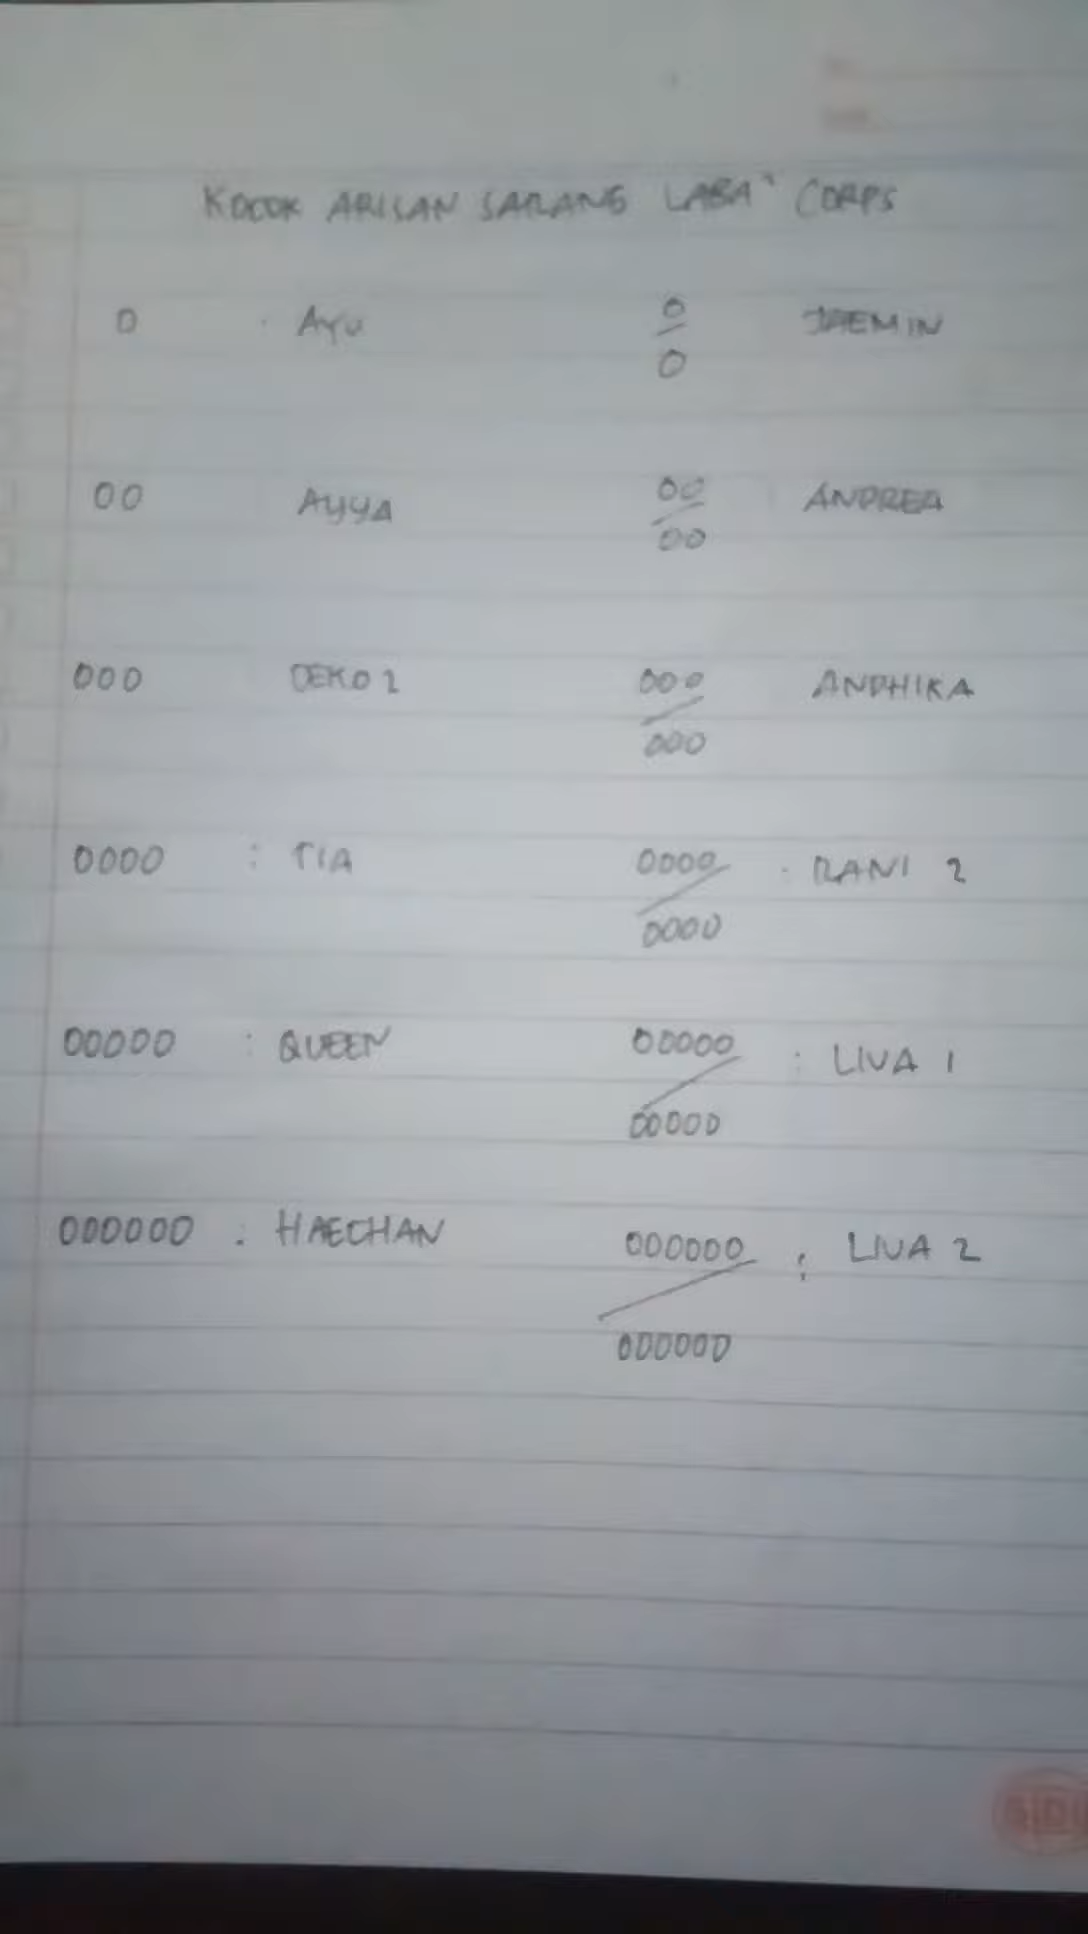 KOCOK ARISAN SARANG LABA" CORPS
0 : AYU 0/0 JAEMIN
00 AYYA 00/00 ANDREA
000 DEKO 2 000/000 ANDHIKA
0000 : TIA 0000/0000 : RANI 2
00000 : QUEEN 00000/00000 : LIVA 1
000000 : HAECHAN 000000/000000 : LIVA 2